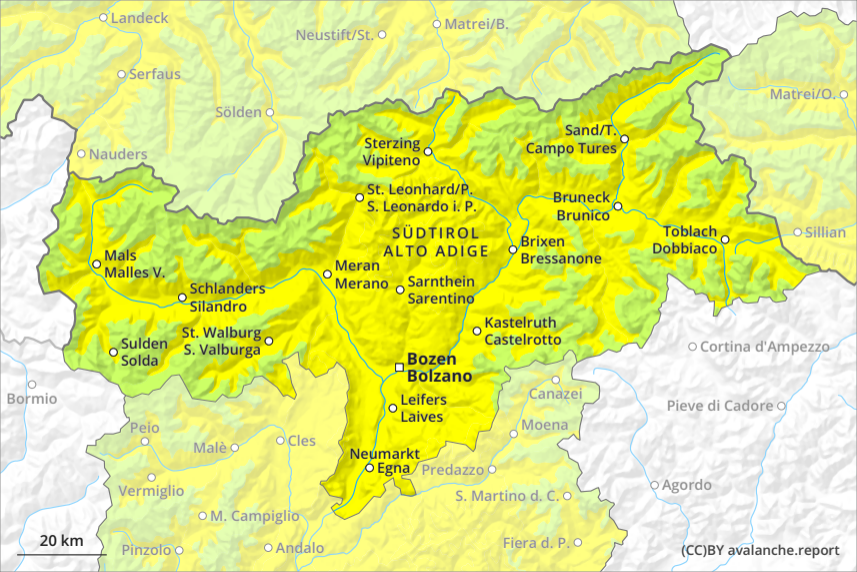 Landeck
Neustift/St.
Matrei/B.
Serfaus
Sölden
Matrei/O.
Nauders
Sterzing
Vipiteno
Sand/T.
Campo Tures
St. Leonhard/P.
S. Leonardo i. P.
Bruneck
Brunico
SÜDTIROL
ALTO ADIGE
Toblach
Dobbiaco
Sillian
Brixen
Bressanone
Mals
Malles V.
Meran
Merano
Sarnthein
Sarentino
Schlanders
Silandro
Kastelruth
Castelrotto
St. Walburg
S. Valburga
Sulden
Solda
Cortina d'Ampezzo
Bozen
Bolzano
Bormio
Canazei
Leifers
Laives
Pieve di Cadore
Peio
Moena
Cles
Malè
Neumarkt
Egna
Predazzo
Vermiglio
Agordo
S. Martino d. C.
M. Campiglio
Fiera d. P.
20 km
Pinzolo
Andalo
(CC)BY avalanche.report